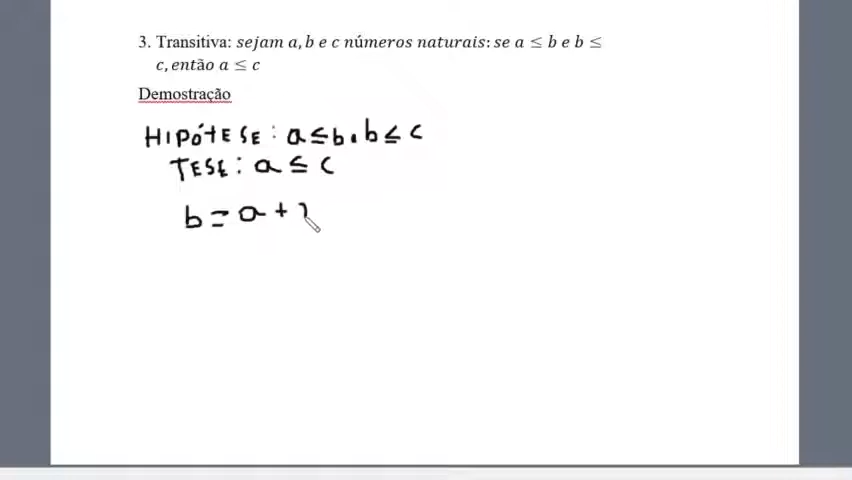 3. Transitiva: sejam a, b e c números naturais: se a ≤ b e b ≤
c, então a ≤ c
Demostração
HIPÓTESE: a ≤ b, b ≤ c
TESE: a ≤ c
b = a +